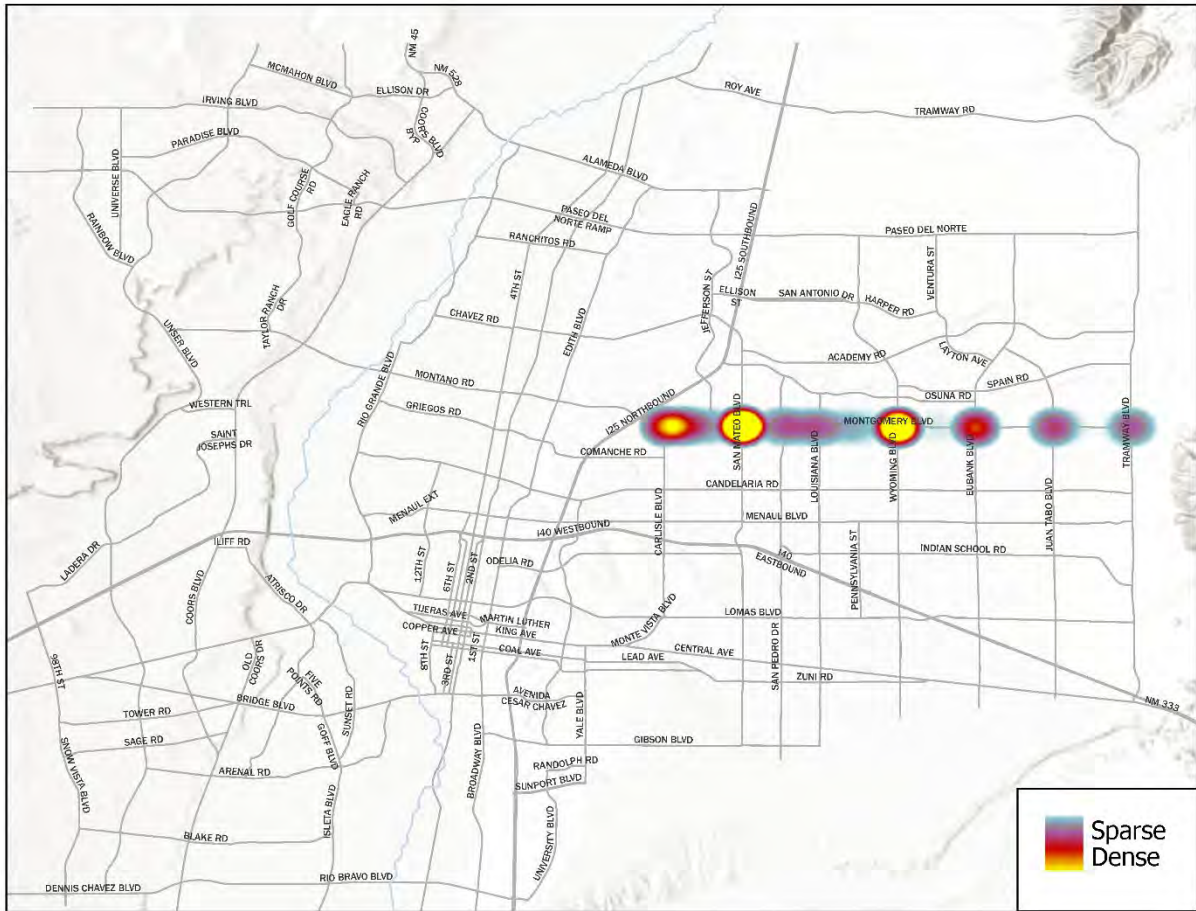 NM 45
MCMAHON BLVD
NM 528
ELLISON DR
ROY AVE
TRAMWAY RD
IRVING BLVD
COORS BLVD
BYP
PARADISE BLVD
UNIVERSE BLVD
ALAMEDA BLVD
GOLF COURSE
RD
EAGLE RANCH
RD
PASEO DEL
NORTE RAMP
PASEO DEL NORTE
RAINBOW BLVD
RANCHITOS RD
I25 SOUTHBOUND
VENTURA ST
4TH ST
JEFFERSON ST
ELLISON
ST
SAN ANTONIO DR
HARPER RD
TAYLOR RANCH
DR
CHAVEZ RD
EDITH BLVD
UNSER BLVD
LAYTON AVE
ACADEMY RD
RIO GRANDE BLVD
MONTANO RD
SPAIN RD
OSUNA RD
WESTERN TRL
GRIEGOS RD
I25 NORTHBOUND
SAN MATEO BLVD
MONTGOMERY BLVD
TRAMWAY BLVD
SAINT
JOSEPHS DR
COMANCHE RD
LOUISIANA BLVD
WYOMING BLVD
EUBANK BLVD
CANDELARIA RD
MENAUL EXT
CARLISLE BLVD
MENAUL BLVD
JUAN TABO BLVD
I40 WESTBOUND
ILIFF RD
I40
EASTBOUND
INDIAN SCHOOL RD
LADERA DR
12TH ST
6TH ST
2ND ST
ODELIA RD
PENNSYLVANIA ST
COORS BLVD
ATRISCO DR
TIJERAS AVE
MARTIN LUTHER
KING AVE
LOMAS BLVD
COPPER AVE
MONTE VISTA BLVD
COAL AVE
CENTRAL AVE
LEAD AVE
98TH ST
OLD
COORS DR
8TH ST
3RD ST
1ST ST
SAN PEDRO DR
ZUNI RD
FIVE
POINTS RD
BRIDGE BLVD
SUNSET RD
AVENIDA
CESAR CHAVEZ
YALE BLVD
NM 333
TOWER RD
SAGE RD
GOFF BLVD
GIBSON BLVD
SNOW VISTA BLVD
ARENAL RD
BROADWAY BLVD
RANDOLPH RD
SUNPORT BLVD
ISLETA BLVD
BLAKE RD
UNIVERSITY BLVD
RIO BRAVO BLVD
DENNIS CHAVEZ BLVD
Sparse
Dense